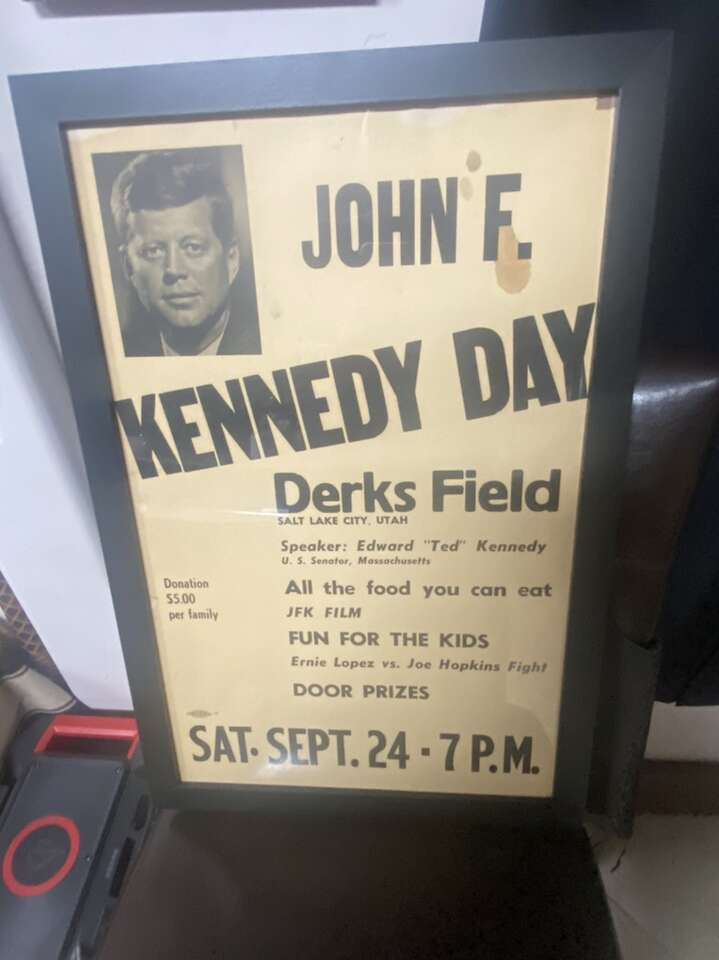 JOHN F.
KENNEDY DAY
Derks Field
SALT LAKE CITY, UTAH
Speaker: Edward "Ted" Kennedy
U. S. Senator, Massachusetts
Donation
$5.00
per family
All the food you can eat
JFK FILM
FUN FOR THE KIDS
Ernie Lopez vs. Joe Hopkins Fight
DOOR PRIZES
SAT. SEPT. 24 - 7 P.M.